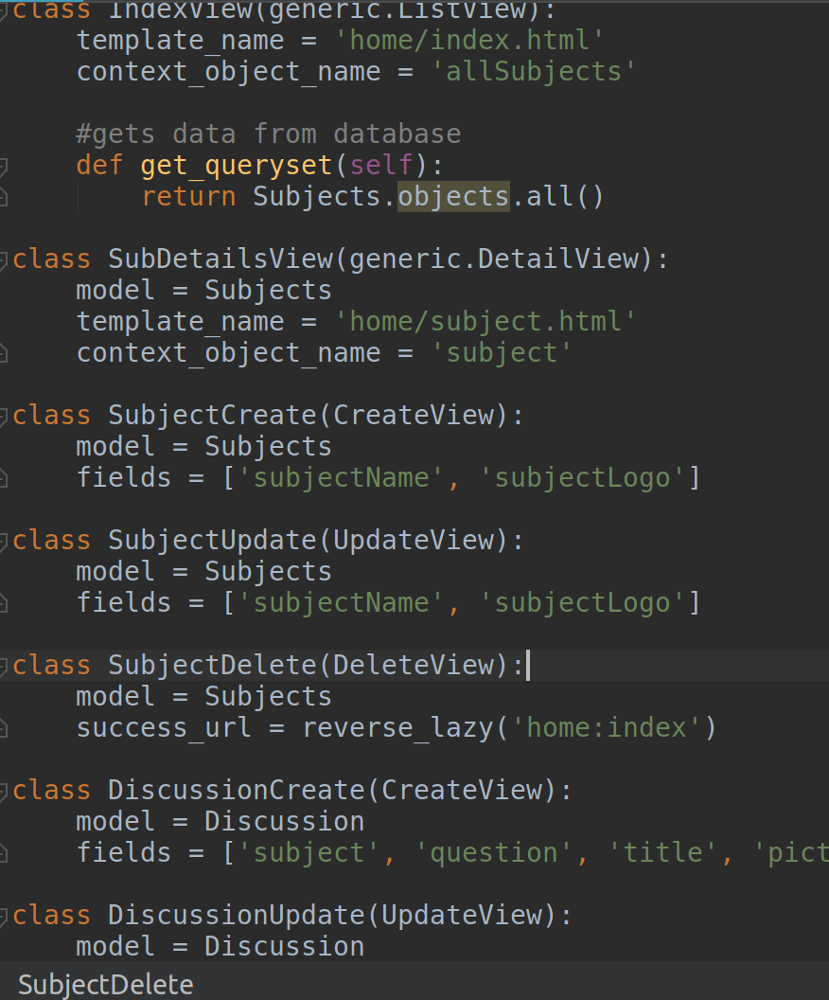 class IndexView(generic.ListView):
    template_name = 'home/index.html'
    context_object_name = 'allSubjects'

    #gets data from database
    def get_queryset(self):
        return Subjects.objects.all()

class SubDetailsView(generic.DetailView):
    model = Subjects
    template_name = 'home/subject.html'
    context_object_name = 'subject'

class SubjectCreate(CreateView):
    model = Subjects
    fields = ['subjectName', 'subjectLogo']

class SubjectUpdate(UpdateView):
    model = Subjects
    fields = ['subjectName', 'subjectLogo']

class SubjectDelete(DeleteView):
    model = Subjects
    success_url = reverse_lazy('home:index')

class DiscussionCreate(CreateView):
    model = Discussion
    fields = ['subject', 'question', 'title', 'pict

class DiscussionUpdate(UpdateView):
    model = Discussion
SubjectDelete